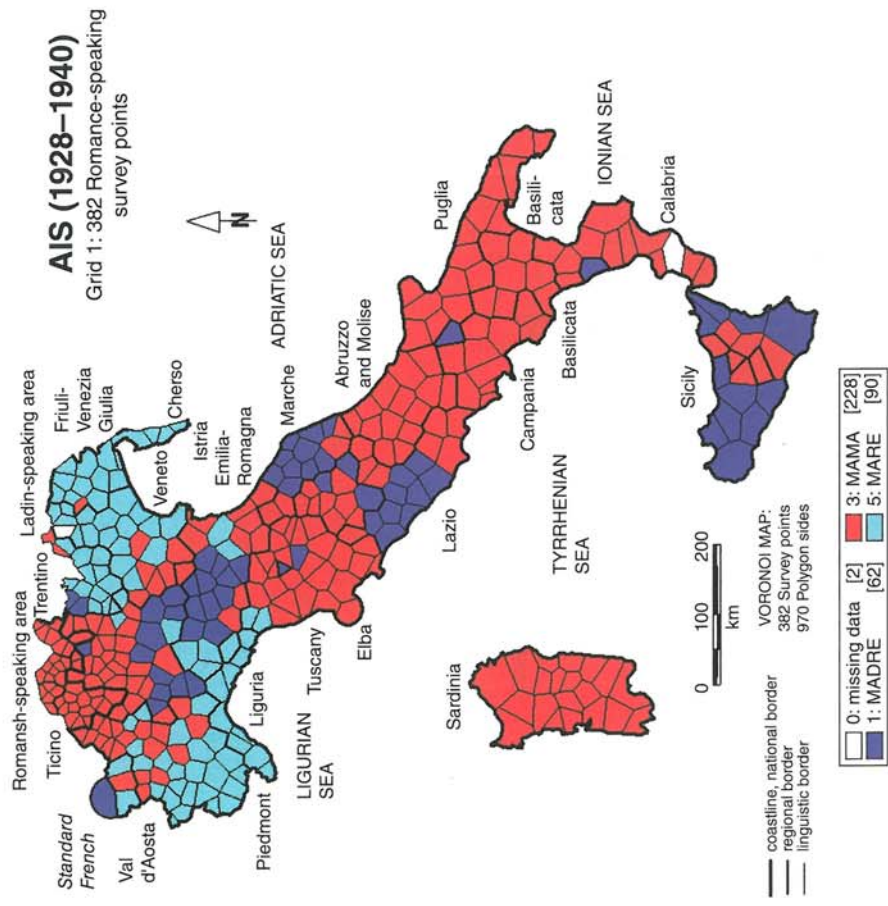 AIS (1928–1940)
Grid 1: 382 Romance-speaking
survey points
N
Romansh-speaking area
Ladin-speaking area
Trentino
Ticino
Friuli-
Venezia
Giulia
Standard
French
Val
d'Aosta
Veneto
Cherso
Istria
Emilia-
Romagna
Piedmont
Liguria
LIGURIAN
SEA
ADRIATIC SEA
Marche
Tuscany
Elba
Abruzzo
and Molise
Lazio
Puglia
Campania
TYRRHENIAN
SEA
Basilicata
Basili-
cata
IONIAN SEA
Calabria
Sardinia
Sicily
0 100 200
km
VORONOI MAP:
382 Survey points
970 Polygon sides
coastline, national border
regional border
linguistic border
0: missing data [2]
1: MADRE [62]
3: MAMA [228]
5: MARE [90]